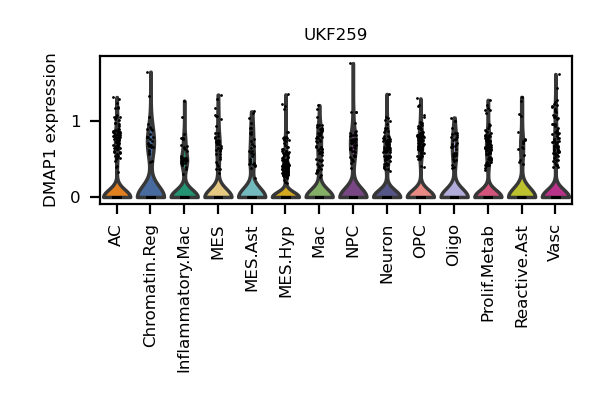 UKF259
DMAP1 expression
1
0
AC
Chromatin.Reg
Inflammatory.Mac
MES
MES.Ast
MES.Hyp
Mac
NPC
Neuron
OPC
Oligo
Prolif.Metab
Reactive.Ast
Vasc